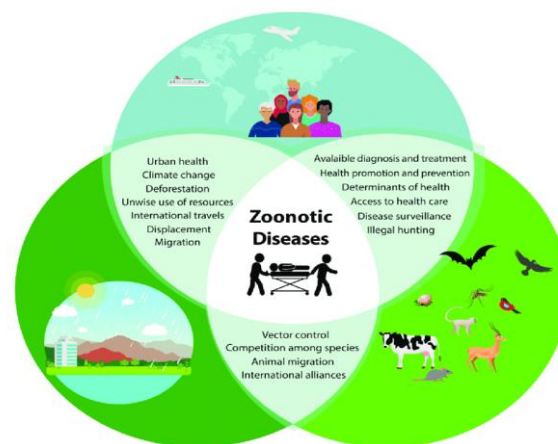 Urban health
Climate change
Deforestation
Unwise use of resources
International travels
Displacement
Migration
Avalaible diagnosis and treatment
Health promotion and prevention
Determinants of health
Access to health care
Disease surveillance
Illegal hunting
Zoonotic
Diseases
Vector control
Competition among species
Animal migration
International alliances